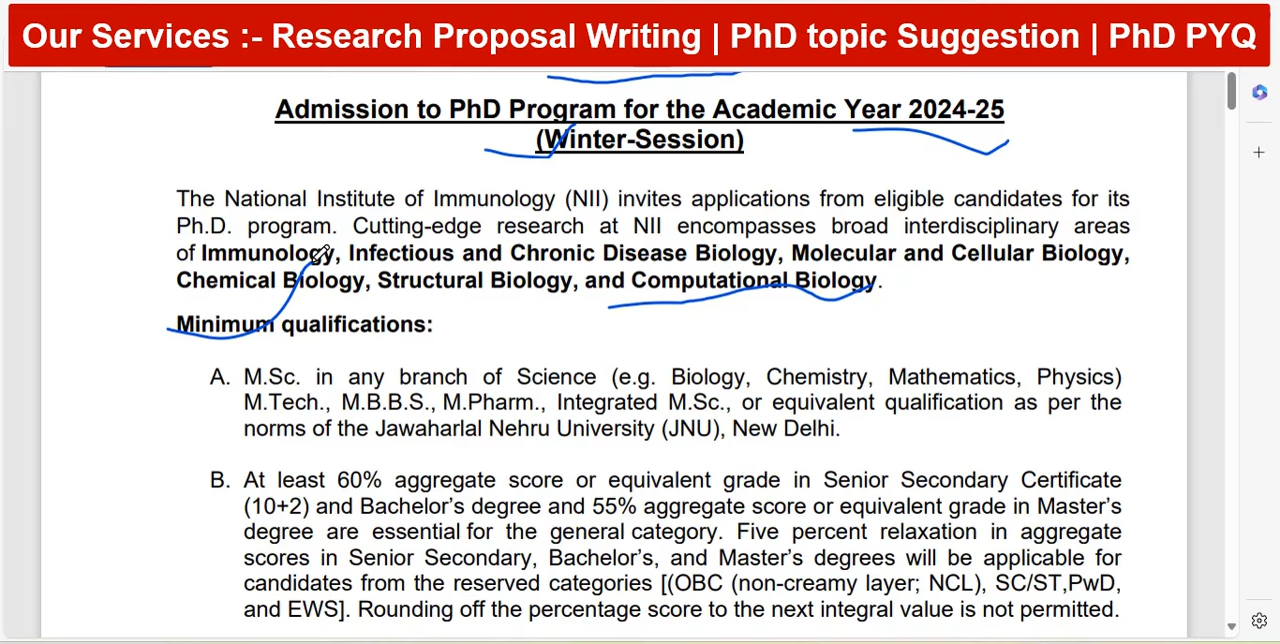 Our Services :- Research Proposal Writing | PhD topic Suggestion | PhD PYQ
Admission to PhD Program for the Academic Year 2024-25
(Winter-Session)
The National Institute of Immunology (NII) invites applications from eligible candidates for its
Ph.D. program. Cutting-edge research at NII encompasses broad interdisciplinary areas
of Immunology, Infectious and Chronic Disease Biology, Molecular and Cellular Biology,
Chemical Biology, Structural Biology, and Computational Biology.
Minimum qualifications:
A. M.Sc. in any branch of Science (e.g. Biology, Chemistry, Mathematics, Physics)
M.Tech., M.B.B.S., M.Pharm., Integrated M.Sc., or equivalent qualification as per the
norms of the Jawaharlal Nehru University (JNU), New Delhi.
B. At least 60% aggregate score or equivalent grade in Senior Secondary Certificate
(10+2) and Bachelor's degree and 55% aggregate score or equivalent grade in Master's
degree are essential for the general category. Five percent relaxation in aggregate
scores in Senior Secondary, Bachelor's, and Master's degrees will be applicable for
candidates from the reserved categories [(OBC (non-creamy layer; NCL), SC/ST,PwD,
and EWS]. Rounding off the percentage score to the next integral value is not permitted.